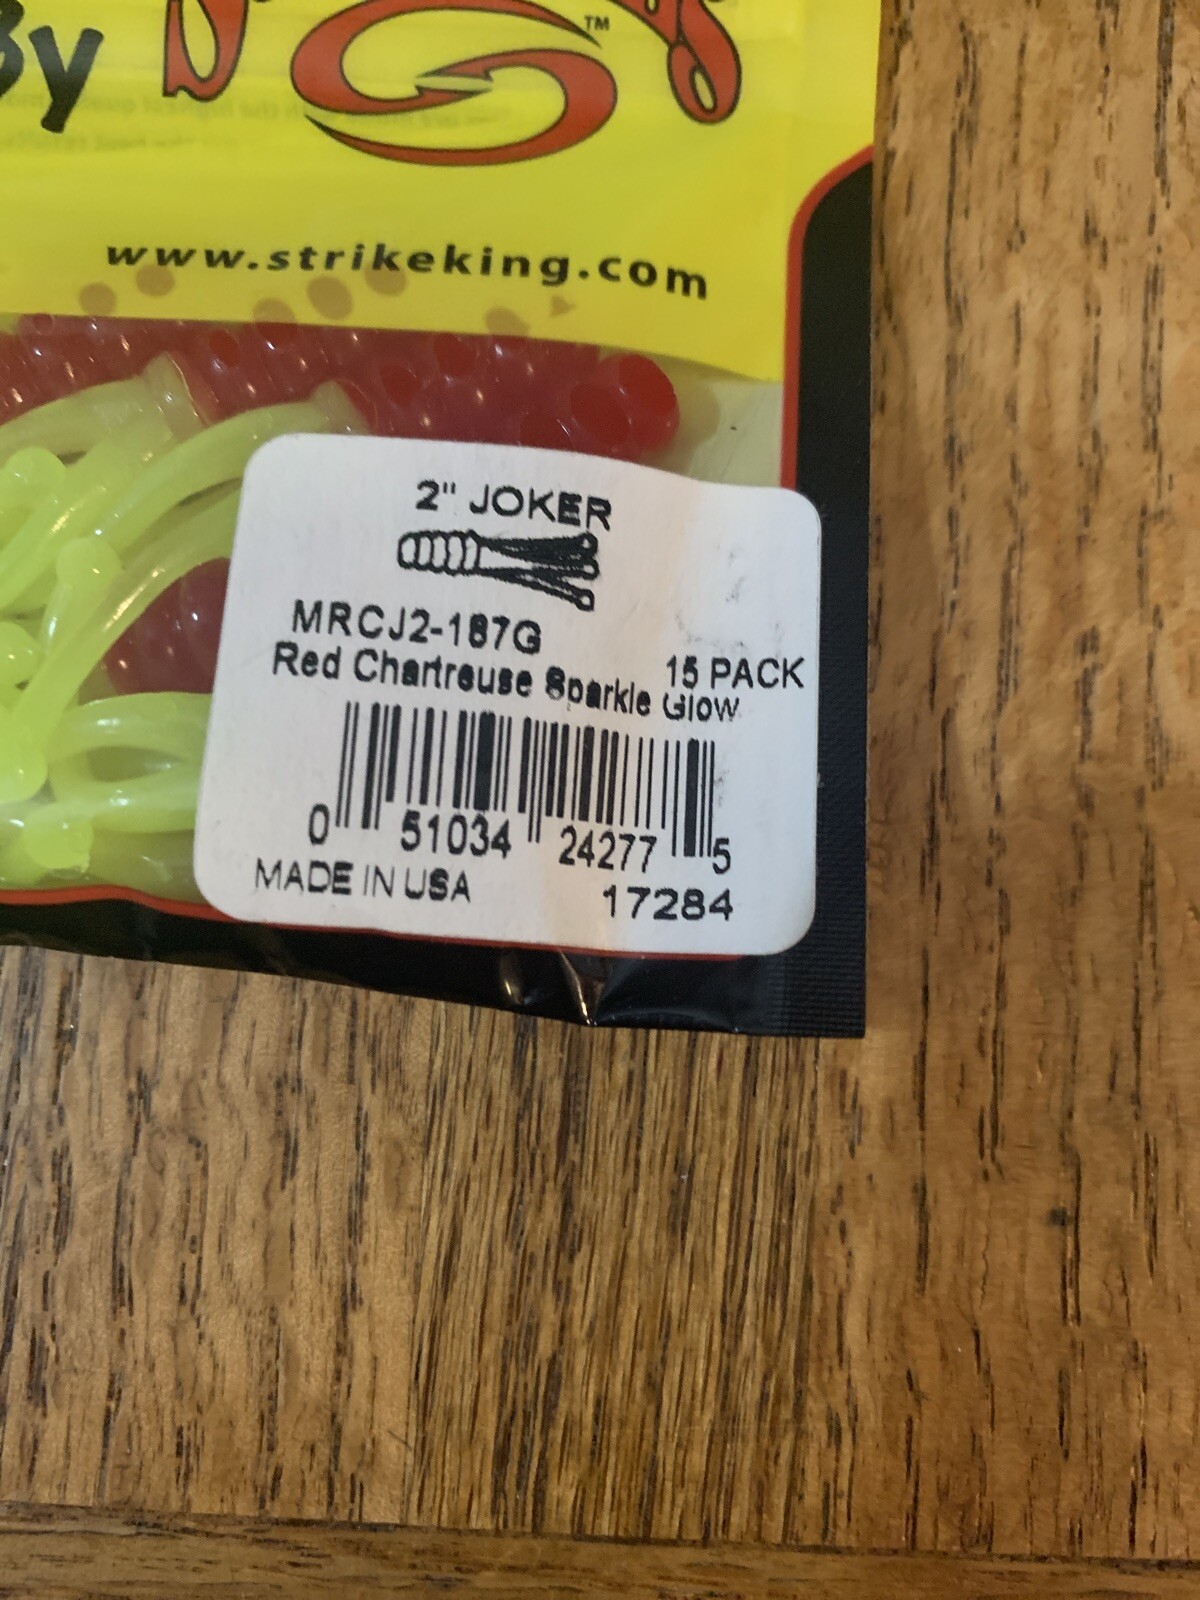 By
™
www.strikeking.com
2" JOKER
MRCJ2-187G
15 PACK
Red Chartreuse Sparkle Glow
0 51034 24277 5
MADE IN USA 17284